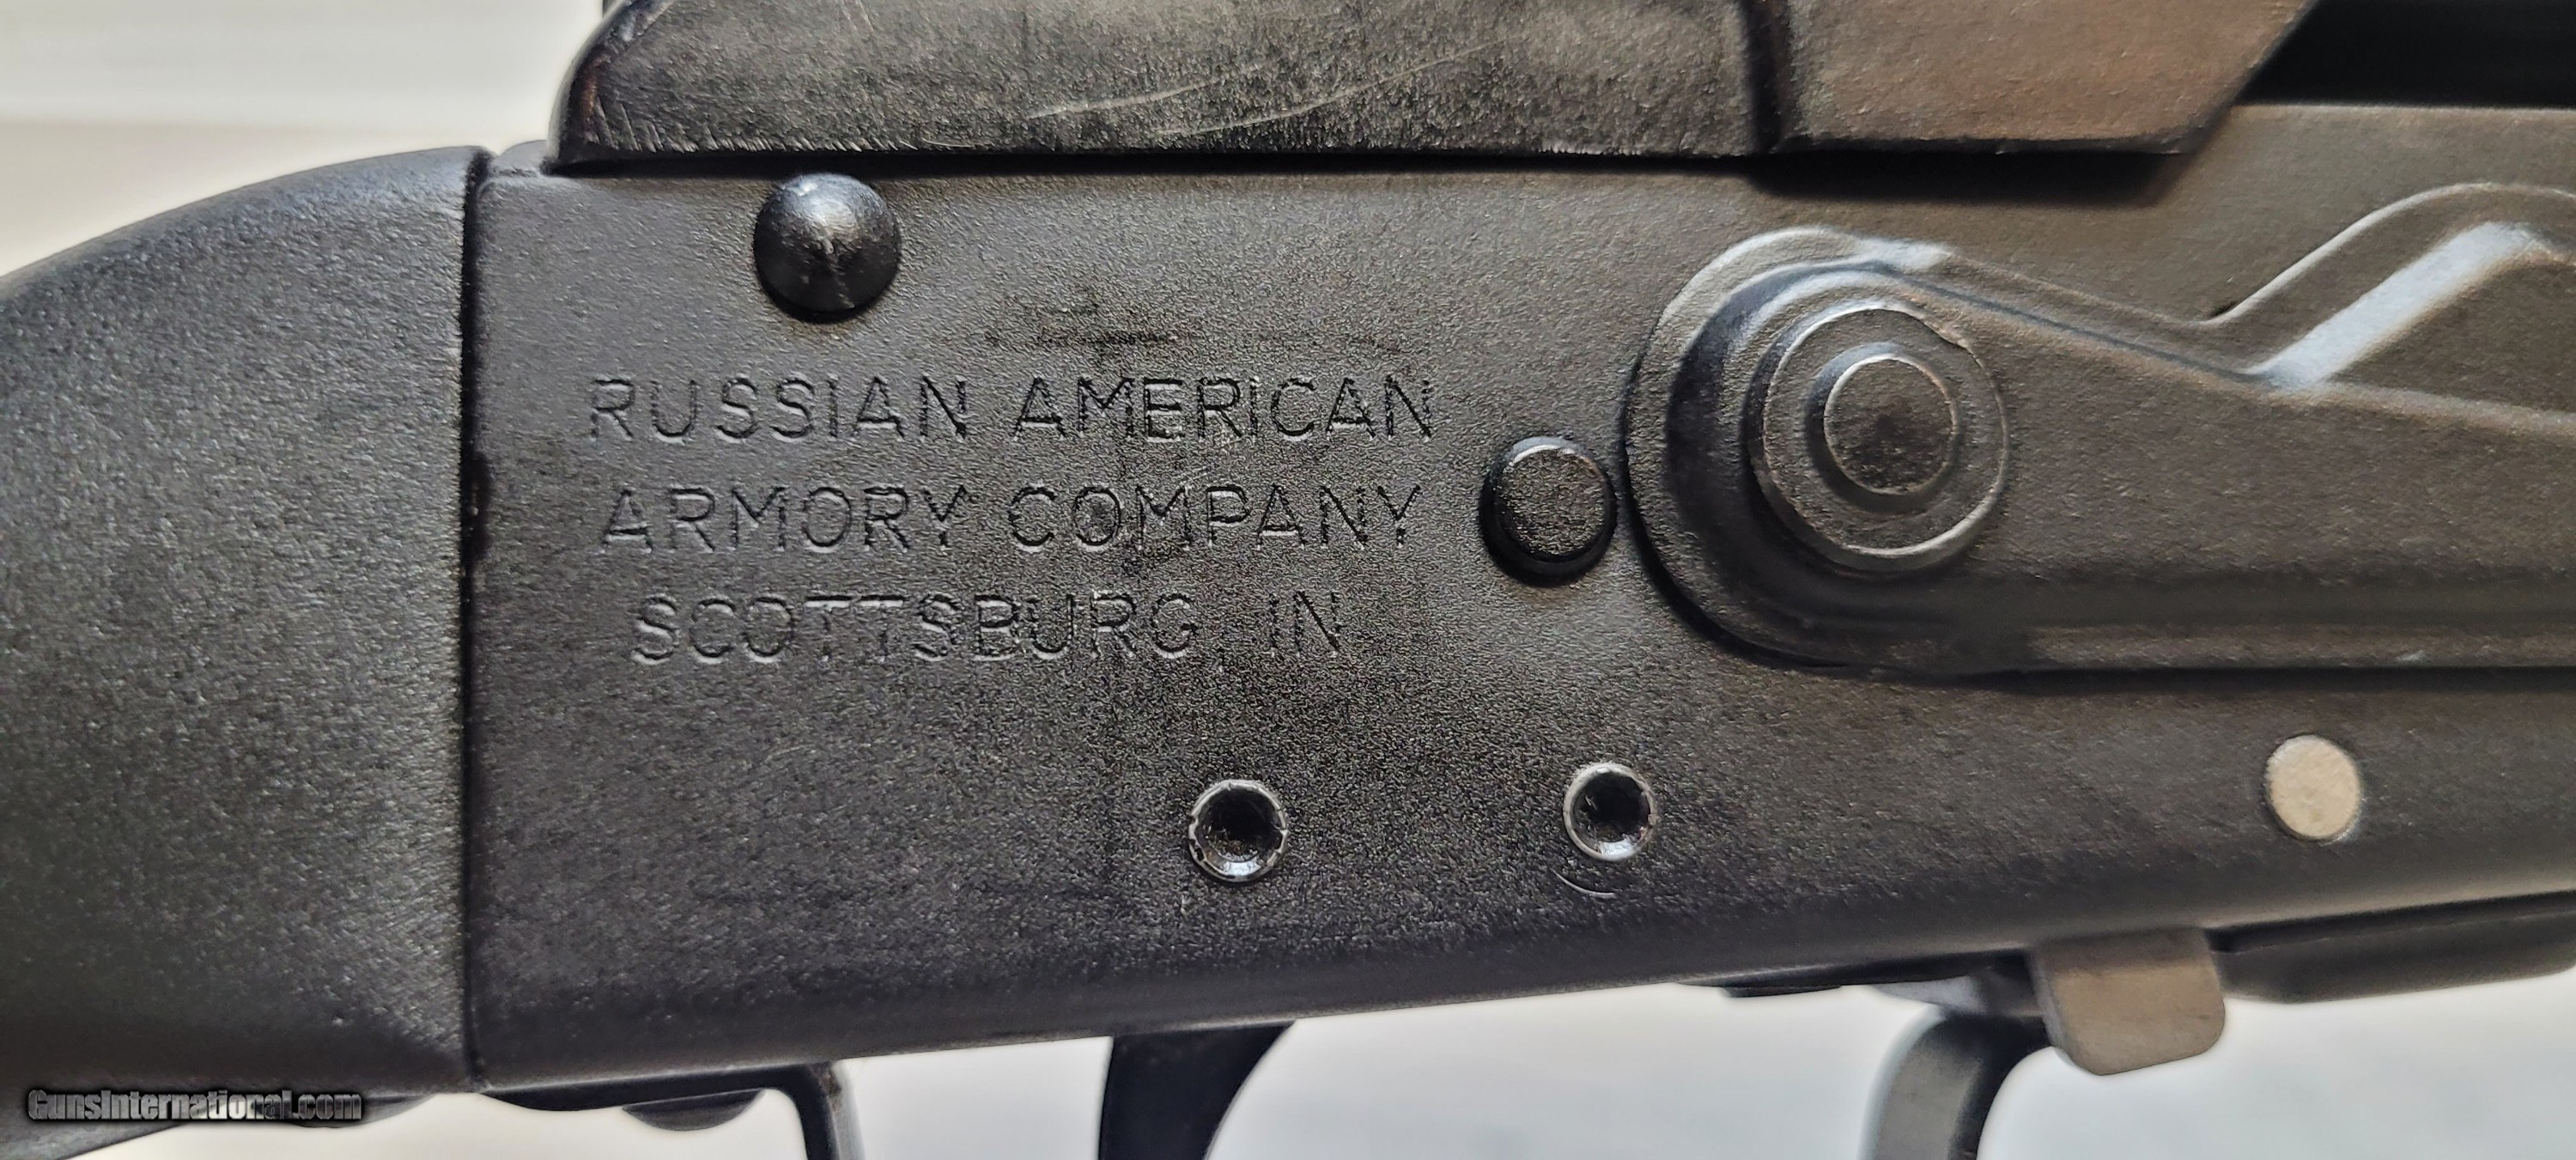 RUSSIAN AMERICAN
ARMORY COMPANY
SCOTTSBURG, IN
GunsInternational.com